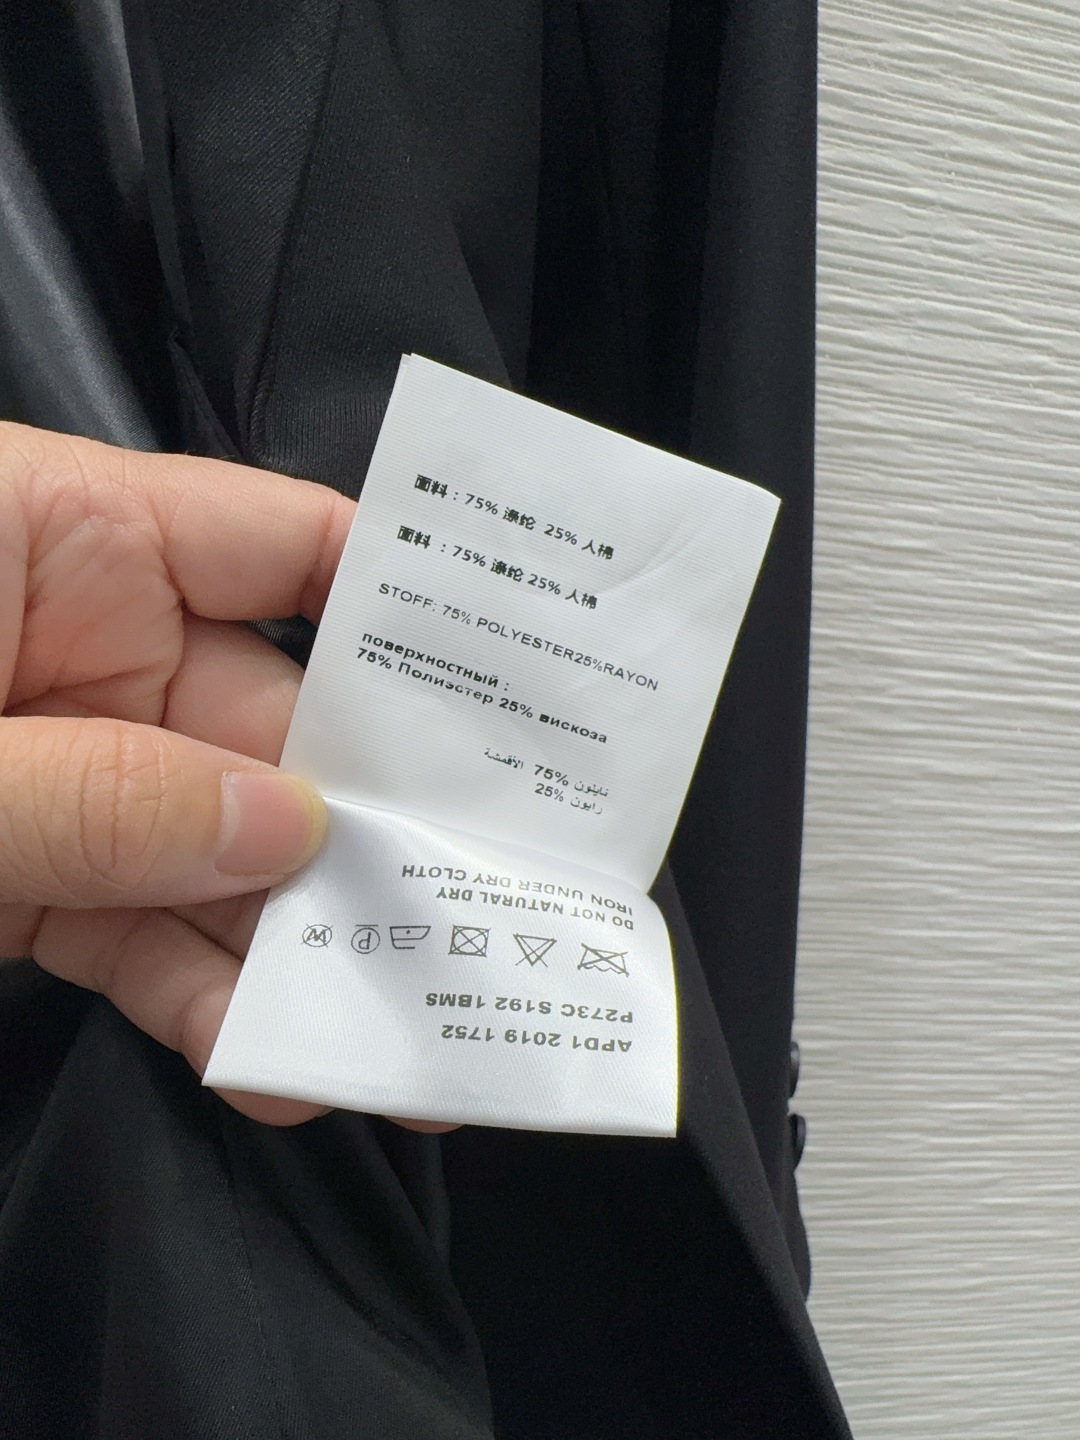 面料：75% 涤纶 25% 人棉
面料 ：75% 涤纶 25% 人棉
STOFF: 75% POLYESTER25%RAYON
поверхностный :
75% Полиэстер 25% вискоза
الأقمشة 75% نايلون
25% رايون
APD1 2019 1752
P273C S192 1BMS
P
W
DO NOT NATURAL DRY
IRON UNDER DRY CLOTH